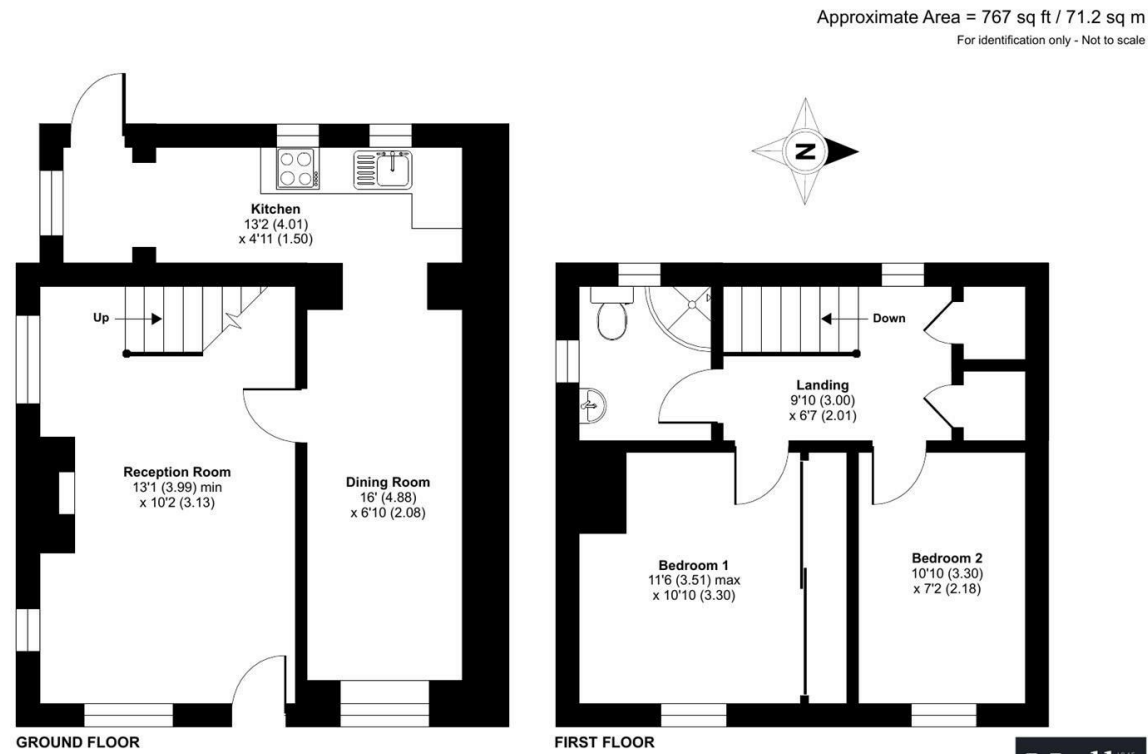 Approximate Area = 767 sq ft / 71.2 sq m
For identification only - Not to scale
N
Kitchen
13'2 (4.01)
x 4'11 (1.50)
Up
Down
Landing
9'10 (3.00)
x 6'7 (2.01)
Reception Room
13'1 (3.99) min
x 10'2 (3.13)
Dining Room
16' (4.88)
x 6'10 (2.08)
Bedroom 1
11'6 (3.51) max
x 10'10 (3.30)
Bedroom 2
10'10 (3.30)
x 7'2 (2.18)
GROUND FLOOR
FIRST FLOOR